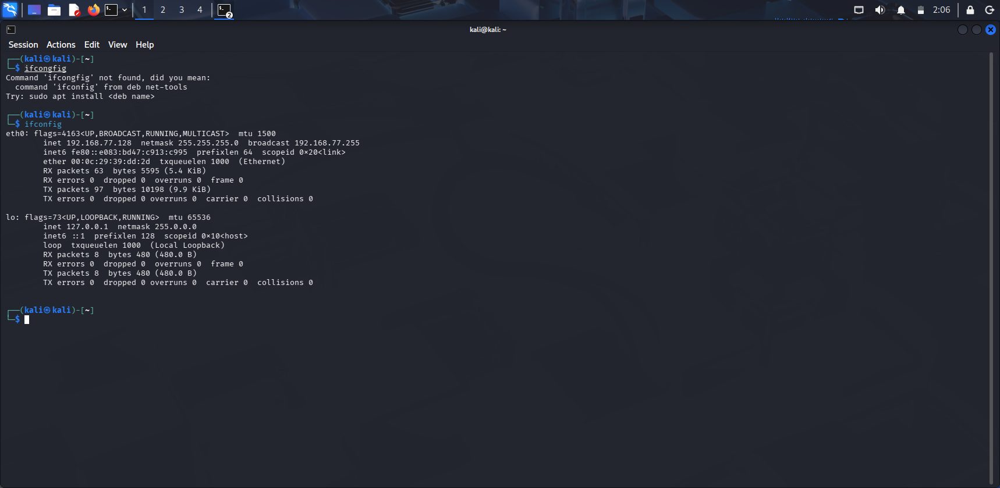 1 2 3 4 2 2:06
kali@kali: ~
Session Actions Edit View Help
┌──(kali㉿kali)-[~]
└─$ ifcongfig
Command 'ifcongfig' not found, did you mean:
  command 'ifconfig' from deb net-tools
Try: sudo apt install <deb name>
┌──(kali㉿kali)-[~]
└─$ ifconfig
eth0: flags=4163<UP,BROADCAST,RUNNING,MULTICAST>  mtu 1500
        inet 192.168.77.128  netmask 255.255.255.0  broadcast 192.168.77.255
        inet6 fe80::e083:bd47:c913:c995  prefixlen 64  scopeid 0x20<link>
        ether 00:0c:29:39:dd:2d  txqueuelen 1000  (Ethernet)
        RX packets 63  bytes 5595 (5.4 KiB)
        RX errors 0  dropped 0  overruns 0  frame 0
        TX packets 97  bytes 10198 (9.9 KiB)
        TX errors 0  dropped 0 overruns 0  carrier 0  collisions 0
lo: flags=73<UP,LOOPBACK,RUNNING>  mtu 65536
        inet 127.0.0.1  netmask 255.0.0.0
        inet6 ::1  prefixlen 128  scopeid 0x10<host>
        loop  txqueuelen 1000  (Local Loopback)
        RX packets 8  bytes 480 (480.0 B)
        RX errors 0  dropped 0  overruns 0  frame 0
        TX packets 8  bytes 480 (480.0 B)
        TX errors 0  dropped 0 overruns 0  carrier 0  collisions 0
┌──(kali㉿kali)-[~]
└─$